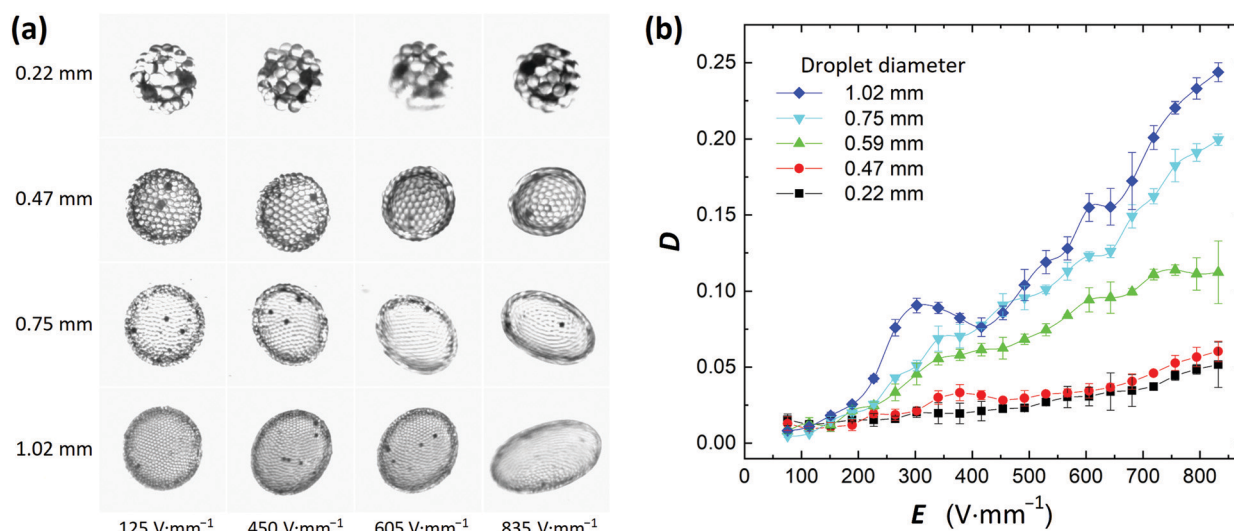 (a)
0.22 mm
0.47 mm
0.75 mm
1.02 mm
125 V·mm⁻¹ 450 V·mm⁻¹ 605 V·mm⁻¹ 835 V·mm⁻¹
(b)
Droplet diameter
1.02 mm
0.75 mm
0.59 mm
0.47 mm
0.22 mm
0.25
0.20
0.15
0.10
0.05
0.00
D
0 100 200 300 400 500 600 700 800
E (V·mm⁻¹)